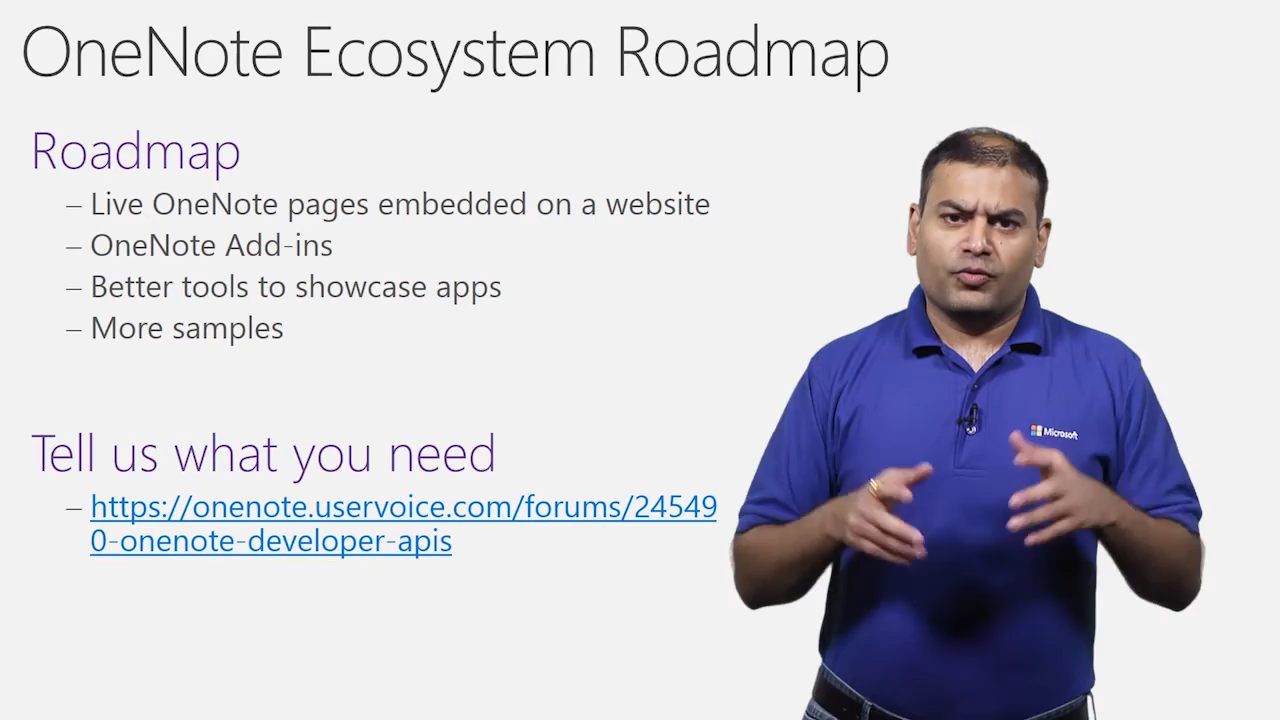 OneNote Ecosystem Roadmap
Roadmap
– Live OneNote pages embedded on a website
– OneNote Add-ins
– Better tools to showcase apps
– More samples
Tell us what you need
– https://onenote.uservoice.com/forums/24549
0-onenote-developer-apis
Microsoft